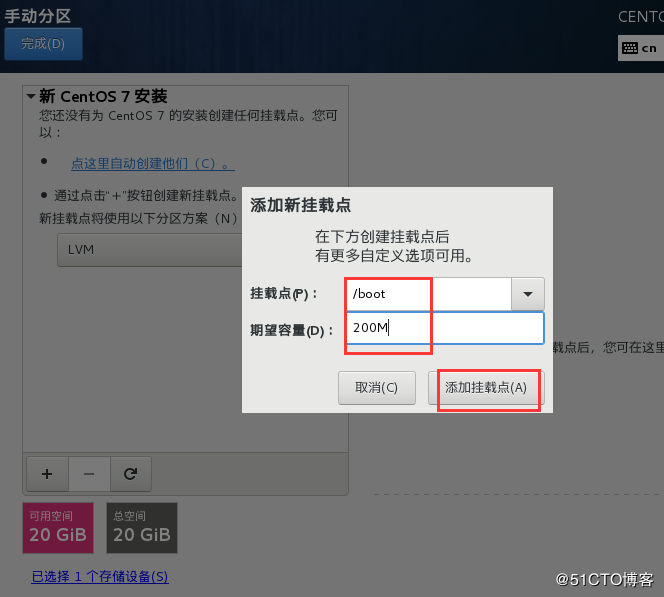 手动分区
CENTO
完成(D)
cn
新 CentOS 7 安装
您还没有为 CentOS 7 的安装创建任何挂载点。您可
以：
点这里自动创建他们（C）。
通过点击“+”按钮创建新挂载点。
新挂载点将使用以下分区方案（N）
LVM
添加新挂载点
在下方创建挂载点后
有更多自定义选项可用。
挂载点(P)：
/boot
期望容量(D)：
200M
取消(C)
添加挂载点(A)
载点后，您可在这里
+
−
可用空间
20 GiB
总空间
20 GiB
已选择 1 个存储设备(S)
@51CTO博客